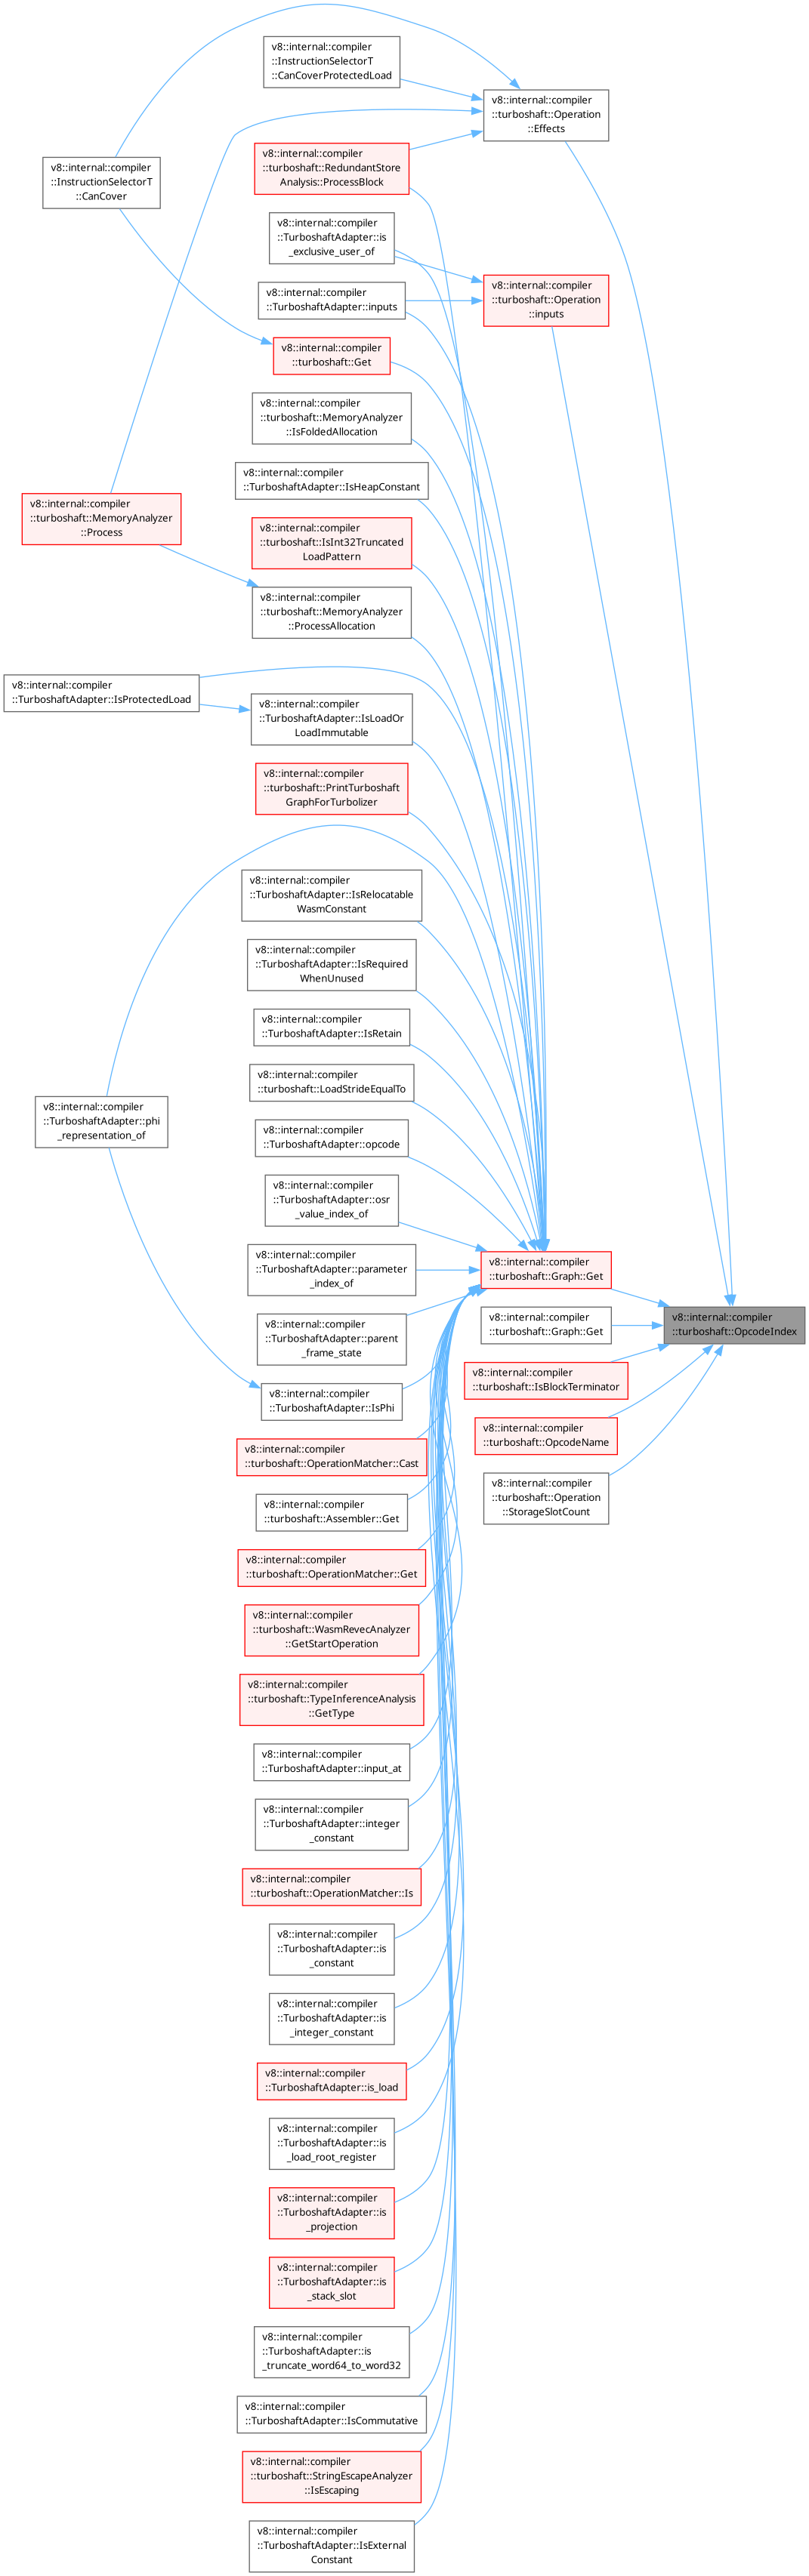 v8::internal::compiler
::InstructionSelectorT
::CanCoverProtectedLoad
v8::internal::compiler
::turboshaft::Operation
::Effects
v8::internal::compiler
::InstructionSelectorT
::CanCover
v8::internal::compiler
::turboshaft::RedundantStore
Analysis::ProcessBlock
v8::internal::compiler
::TurboshaftAdapter::is
_exclusive_user_of
v8::internal::compiler
::TurboshaftAdapter::inputs
v8::internal::compiler
::turboshaft::Operation
::inputs
v8::internal::compiler
::turboshaft::Get
v8::internal::compiler
::turboshaft::MemoryAnalyzer
::IsFoldedAllocation
v8::internal::compiler
::TurboshaftAdapter::IsHeapConstant
v8::internal::compiler
::turboshaft::MemoryAnalyzer
::Process
v8::internal::compiler
::turboshaft::IsInt32Truncated
LoadPattern
v8::internal::compiler
::turboshaft::MemoryAnalyzer
::ProcessAllocation
v8::internal::compiler
::TurboshaftAdapter::IsProtectedLoad
v8::internal::compiler
::TurboshaftAdapter::IsLoadOr
LoadImmutable
v8::internal::compiler
::turboshaft::PrintTurboshaft
GraphForTurbolizer
v8::internal::compiler
::TurboshaftAdapter::IsRelocatable
WasmConstant
v8::internal::compiler
::TurboshaftAdapter::IsRequired
WhenUnused
v8::internal::compiler
::TurboshaftAdapter::IsRetain
v8::internal::compiler
::turboshaft::LoadStrideEqualTo
v8::internal::compiler
::TurboshaftAdapter::phi
_representation_of
v8::internal::compiler
::TurboshaftAdapter::opcode
v8::internal::compiler
::TurboshaftAdapter::osr
_value_index_of
v8::internal::compiler
::TurboshaftAdapter::parameter
_index_of
v8::internal::compiler
::turboshaft::Graph::Get
v8::internal::compiler
::TurboshaftAdapter::parent
_frame_state
v8::internal::compiler
::turboshaft::Graph::Get
v8::internal::compiler
::turboshaft::OpcodeIndex
v8::internal::compiler
::TurboshaftAdapter::IsPhi
v8::internal::compiler
::turboshaft::IsBlockTerminator
v8::internal::compiler
::turboshaft::OperationMatcher::Cast
v8::internal::compiler
::turboshaft::OpcodeName
v8::internal::compiler
::turboshaft::Assembler::Get
v8::internal::compiler
::turboshaft::Operation
::StorageSlotCount
v8::internal::compiler
::turboshaft::OperationMatcher::Get
v8::internal::compiler
::turboshaft::WasmRevecAnalyzer
::GetStartOperation
v8::internal::compiler
::turboshaft::TypeInferenceAnalysis
::GetType
v8::internal::compiler
::TurboshaftAdapter::input_at
v8::internal::compiler
::TurboshaftAdapter::integer
_constant
v8::internal::compiler
::turboshaft::OperationMatcher::Is
v8::internal::compiler
::TurboshaftAdapter::is
_constant
v8::internal::compiler
::TurboshaftAdapter::is
_integer_constant
v8::internal::compiler
::TurboshaftAdapter::is_load
v8::internal::compiler
::TurboshaftAdapter::is
_load_root_register
v8::internal::compiler
::TurboshaftAdapter::is
_projection
v8::internal::compiler
::TurboshaftAdapter::is
_stack_slot
v8::internal::compiler
::TurboshaftAdapter::is
_truncate_word64_to_word32
v8::internal::compiler
::TurboshaftAdapter::IsCommutative
v8::internal::compiler
::turboshaft::StringEscapeAnalyzer
::IsEscaping
v8::internal::compiler
::TurboshaftAdapter::IsExternal
Constant